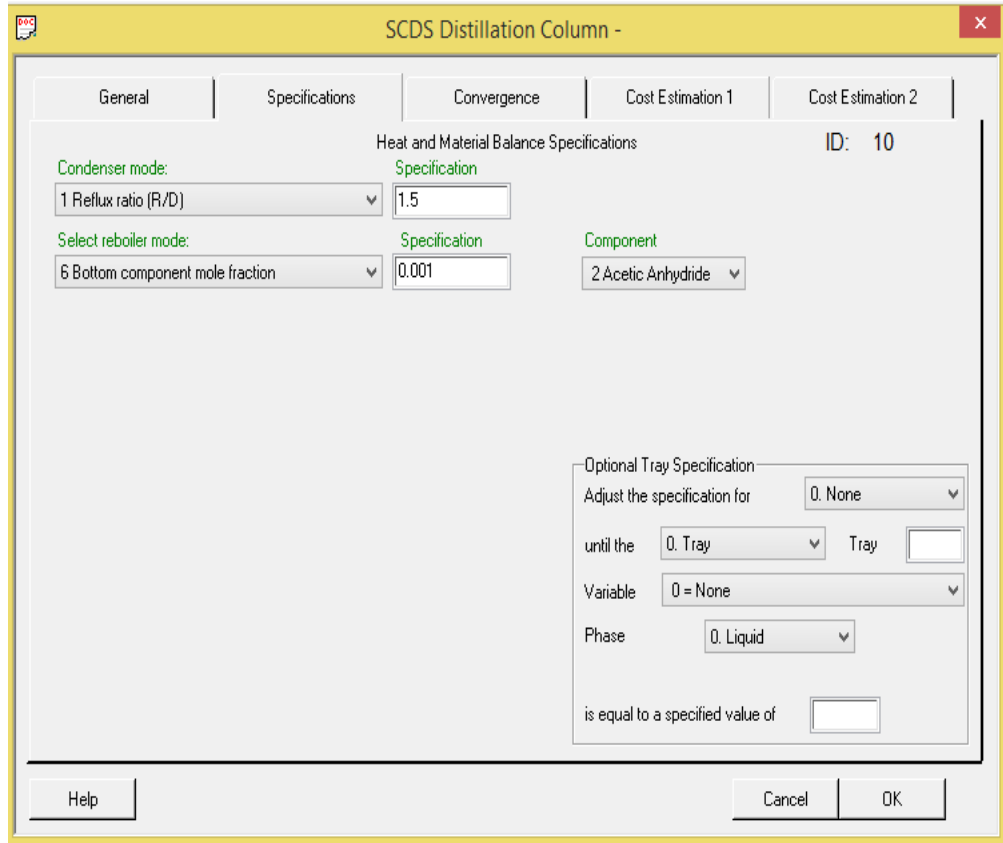 DOC
SCDS Distillation Column -
x
General Specifications Convergence Cost Estimation 1 Cost Estimation 2
Heat and Material Balance Specifications ID: 10
Condenser mode: Specification
1 Reflux ratio (R/D) 1.5
Select reboiler mode: Specification Component
6 Bottom component mole fraction 0.001 2 Acetic Anhydride
Optional Tray Specification
Adjust the specification for 0. None
until the 0. Tray Tray
Variable 0 = None
Phase 0. Liquid
is equal to a specified value of
Help Cancel OK